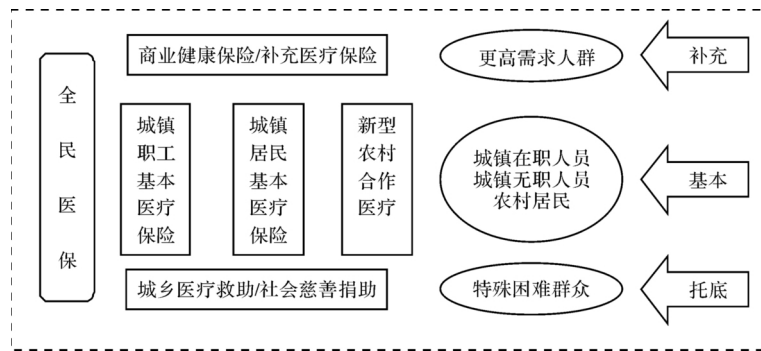 全民医保
商业健康保险/补充医疗保险
更高需求人群
补充
城镇
职工
基本
医疗
保险
城镇
居民
基本
医疗
保险
新型
农村
合作
医疗
城镇在职人员
城镇无职人员
农村居民
基本
城乡医疗救助/社会慈善捐助
特殊困难群众
托底